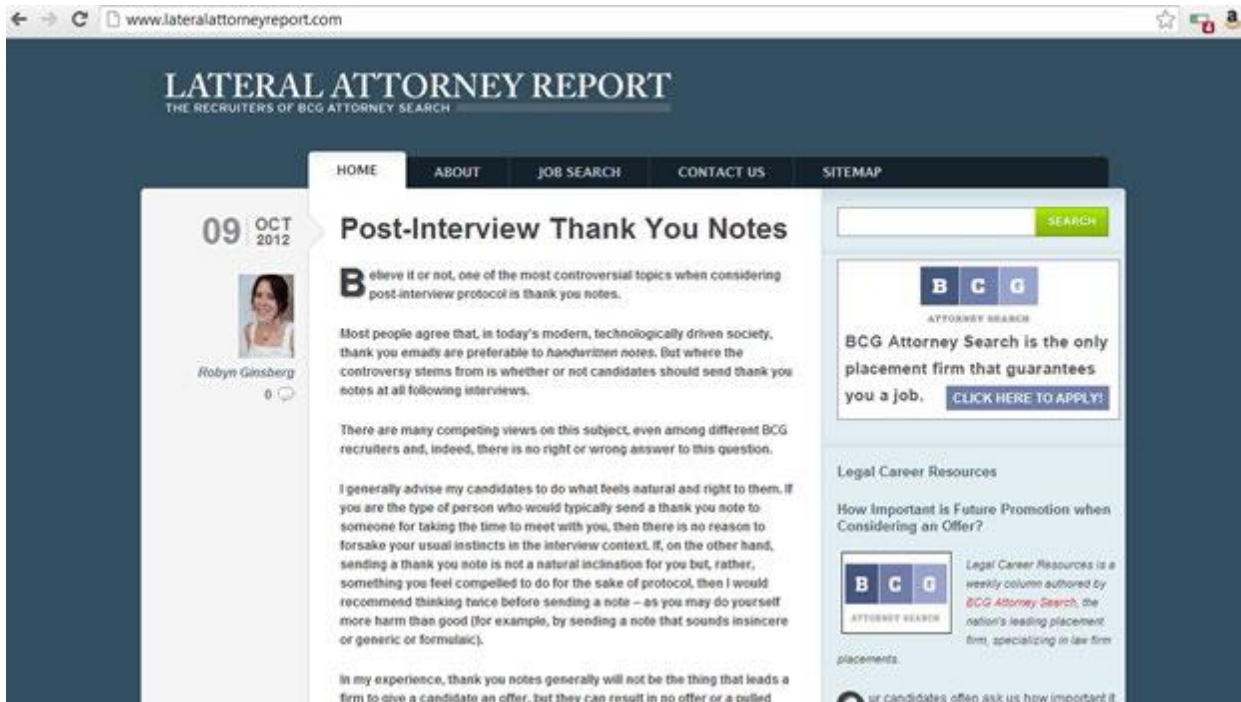 www.lateralattorneyreport.com
LATERAL ATTORNEY REPORT
THE RECRUITERS OF BCG ATTORNEY SEARCH
HOME ABOUT JOB SEARCH CONTACT US SITEMAP
09 OCT 2012
Robyn Ginsberg
0
Post-Interview Thank You Notes
Believe it or not, one of the most controversial topics when considering
post-interview protocol is thank you notes.
Most people agree that, in today's modern, technologically driven society,
thank you emails are preferable to handwritten notes. But where the
controversy stems from is whether or not candidates should send thank you
notes at all following interviews.
There are many competing views on this subject, even among different BCG
recruiters and, indeed, there is no right or wrong answer to this question.
I generally advise my candidates to do what feels natural and right to them. If
you are the type of person who would typically send a thank you note to
someone for taking the time to meet with you, then there is no reason to
forsake your usual instincts in the interview context. If, on the other hand,
sending a thank you note is not a natural inclination for you but, rather,
something you feel compelled to do for the sake of protocol, then I would
recommend thinking twice before sending a note – as you may do yourself
more harm than good (for example, by sending a note that sounds insincere
or generic or formulaic).
In my experience, thank you notes generally will not be the thing that leads a
firm to give a candidate an offer, but they can result in no offer or a pulled
SEARCH
B C G
ATTORNEY SEARCH
BCG Attorney Search is the only
placement firm that guarantees
you a job. CLICK HERE TO APPLY!
Legal Career Resources
How Important is Future Promotion when
Considering an Offer?
B C G
ATTORNEY SEARCH
Legal Career Resources is a
weekly column authored by
BCG Attorney Search, the
nation's leading placement
firm, specializing in law firm
placements.
Our candidates often ask us how important it